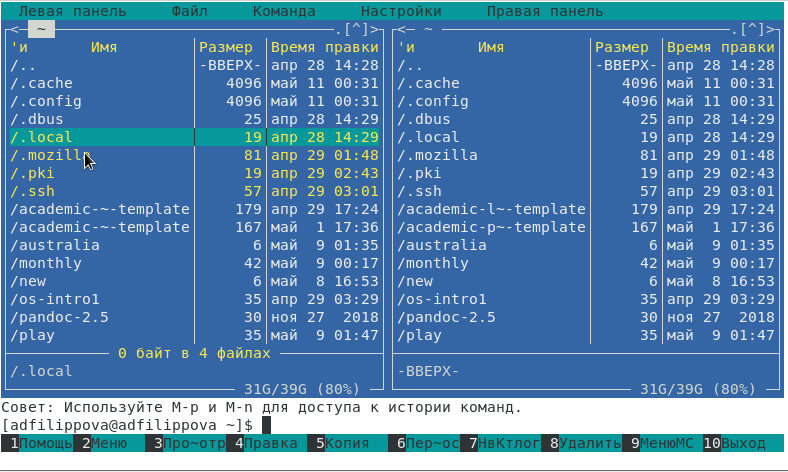 Левая панель Файл Команда Настройки Правая панель
<─ ~ ─ .[^]> <─ ~ ─ .[^]>
'и Имя Размер Время правки 'и Имя Размер Время правки
/.. -ВВЕРХ- апр 28 14:28 /.. -ВВЕРХ- апр 28 14:28
/.cache 4096 май 11 00:31 /.cache 4096 май 11 00:31
/.config 4096 май 11 00:31 /.config 4096 май 11 00:31
/.dbus 25 апр 28 14:29 /.dbus 25 апр 28 14:29
/.local 19 апр 28 14:29 /.local 19 апр 28 14:29
/.mozilla 81 апр 29 01:48 /.mozilla 81 апр 29 01:48
/.pki 19 апр 29 02:43 /.pki 19 апр 29 02:43
/.ssh 57 апр 29 03:01 /.ssh 57 апр 29 03:01
/academic-~-template 179 апр 29 17:24 /academic-l~-template 179 апр 29 17:24
/academic-~-template 167 май 1 17:36 /academic-p~-template 167 май 1 17:36
/australia 6 май 9 01:35 /australia 6 май 9 01:35
/monthly 42 май 9 00:17 /monthly 42 май 9 00:17
/new 6 май 8 16:53 /new 6 май 8 16:53
/os-intro1 35 апр 29 03:29 /os-intro1 35 апр 29 03:29
/pandoc-2.5 30 ноя 27 2018 /pandoc-2.5 30 ноя 27 2018
/play 35 май 9 01:47 /play 35 май 9 01:47
0 байт в 4 файлах
/.local -ВВЕРХ-
31G/39G (80%) 31G/39G (80%)
Совет: Используйте M-p и M-n для доступа к истории команд.
[adfilippova@adfilippova ~]$
1Помощь 2Меню 3Про~отр 4Правка 5Копия 6Пер~ос 7НвКтлог 8Удалить 9МенюMC 10Выход